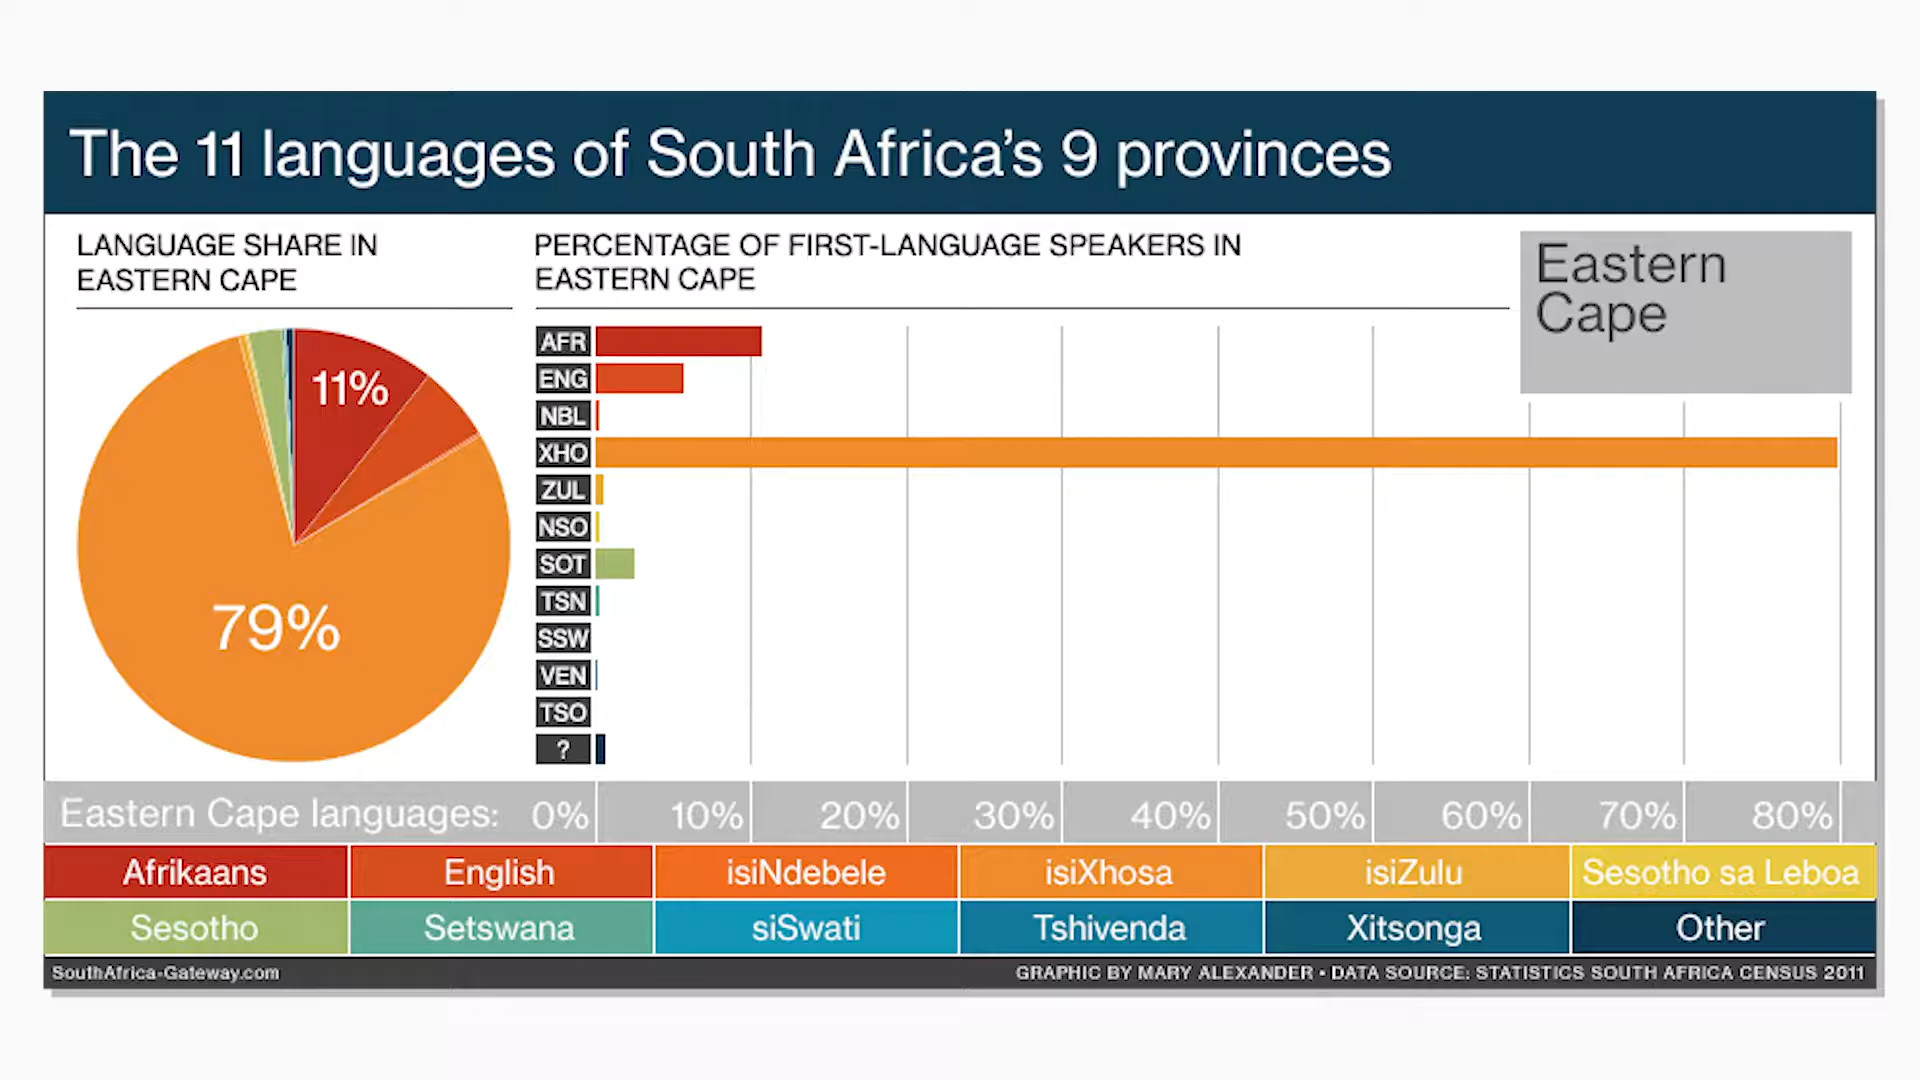 The 11 languages of South Africa’s 9 provinces
LANGUAGE SHARE IN
EASTERN CAPE
PERCENTAGE OF FIRST-LANGUAGE SPEAKERS IN
EASTERN CAPE
Eastern
Cape
11%
79%
AFR
ENG
NBL
XHO
ZUL
NSO
SOT
TSN
SSW
VEN
TSO
?
Eastern Cape languages: 0% 10% 20% 30% 40% 50% 60% 70% 80%
Afrikaans English isiNdebele isiXhosa isiZulu Sesotho sa Leboa
Sesotho Setswana siSwati Tshivenda Xitsonga Other
SouthAfrica-Gateway.com GRAPHIC BY MARY ALEXANDER • DATA SOURCE: STATISTICS SOUTH AFRICA CENSUS 2011